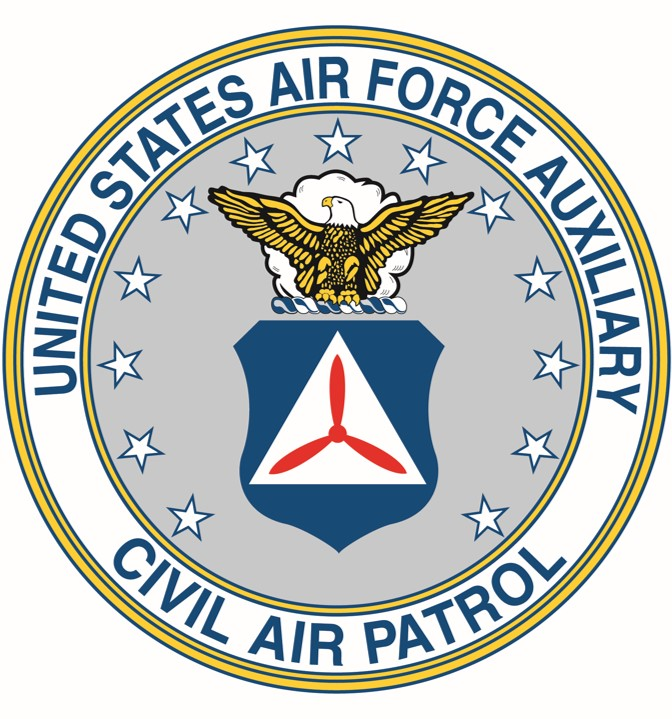 UNITED STATES AIR FORCE AUXILIARY
CIVIL AIR PATROL